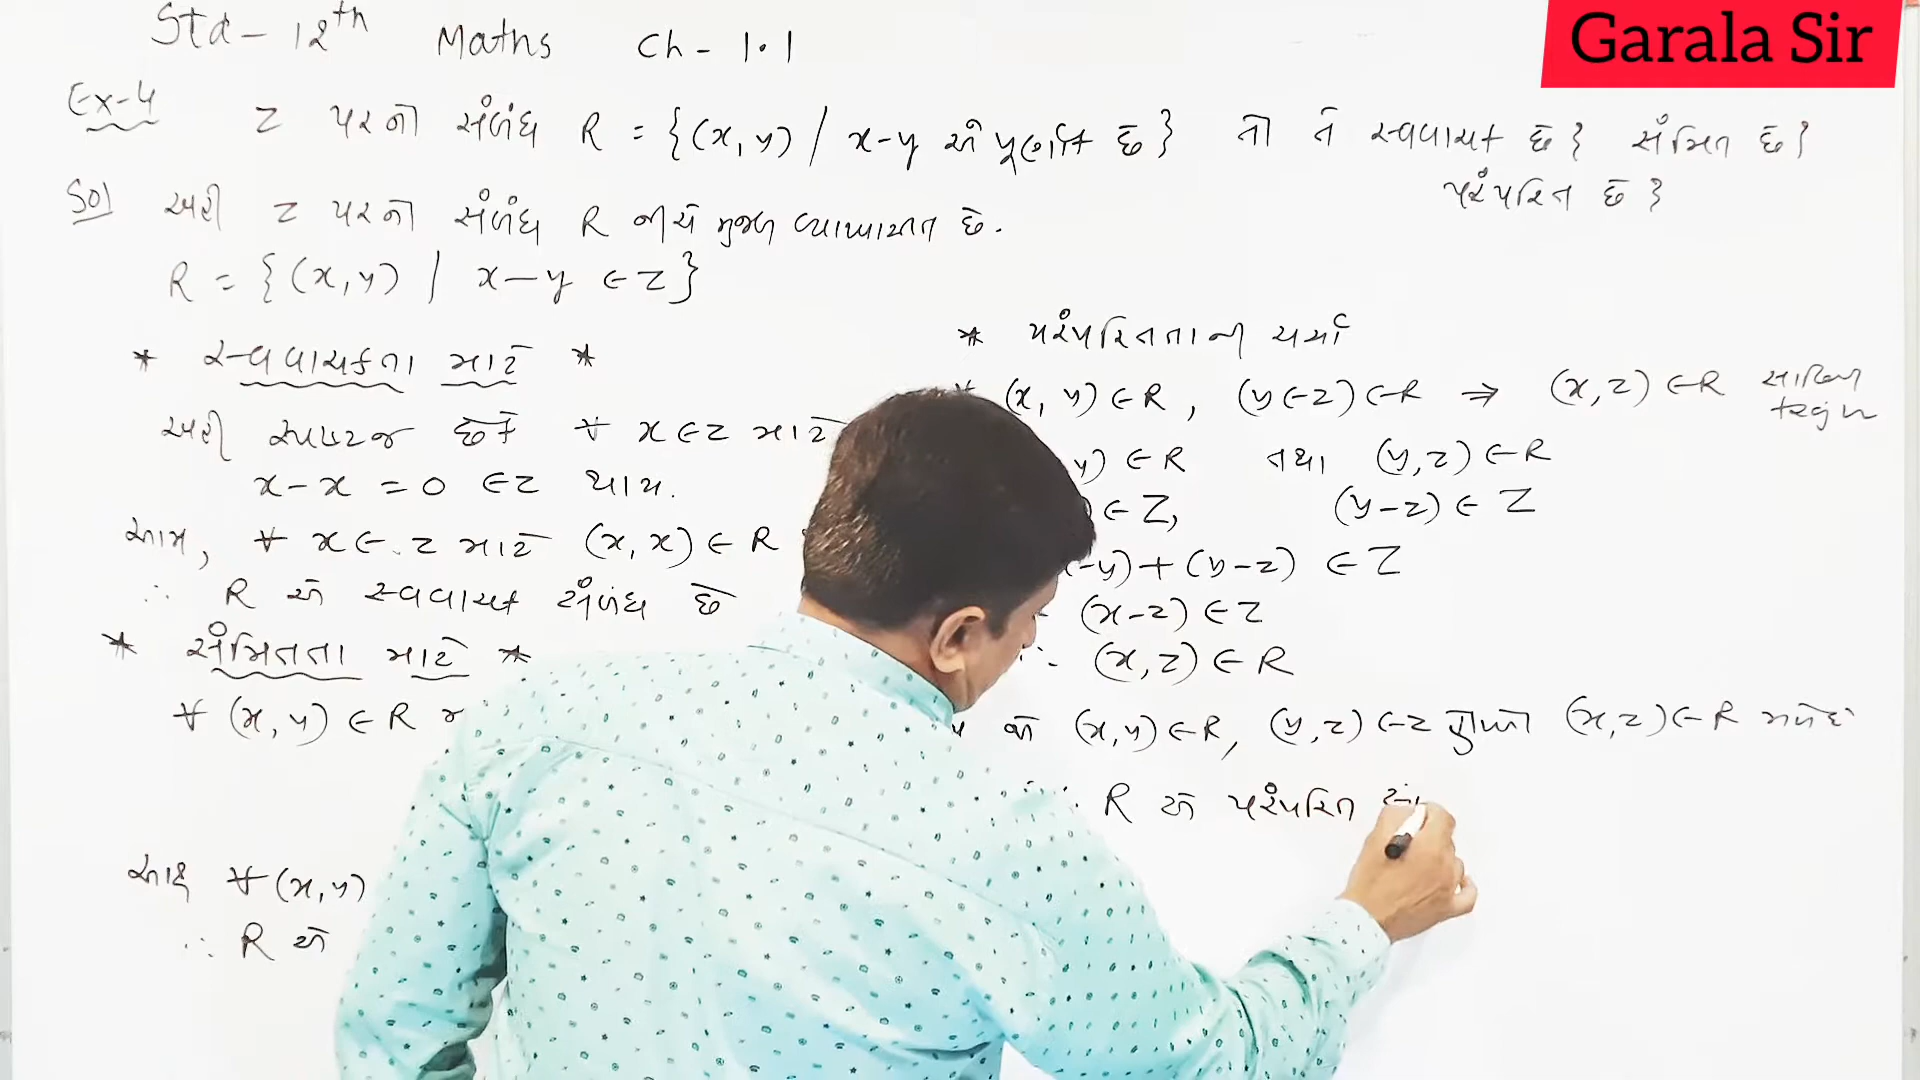 Garala Sir
Std - 12th Maths Ch - 1.1
Ex-4 Z પરનો સંબંધ R = {(x, y) / x-y એ પૂર્ણાંક છે} તો તે સ્વવાચક છે? સંમિત છે?
પરંપરિત છે?
Sol અહી Z પરનો સંબંધ R નીચે મુજબ વ્યાખ્યાયિત છે.
R = {(x, y) / x-y ∈ Z}
* સ્વવાચકતા માટે *
અહી સ્પષ્ટ જ છે કે ∀ x ∈ Z માટે
x-x = 0 ∈ Z થાય.
આમ, ∀ x ∈ Z માટે (x, x) ∈ R
∴ R એ સ્વવાચક સંબંધ છે
* સંમિતતા માટે *
∀ (x, y) ∈ R
આમ ∀ (x, y)
∴ R એ
* પરંપરિતતાની ચર્ચા
(x, y) ∈ R, (y ∈ z) ∈ R ⇒ (x, z) ∈ R સાબિત
y) ∈ R તથા (y, z) ∈ R
) ∈ Z, (y-z) ∈ Z
-y) + (y-z) ∈ Z
(x-z) ∈ Z
∴ (x, z) ∈ R
જો (x, y) ∈ R, (y, z) ∈ z હોય તો (x, z) ∈ R મળે છે
∴ R એ પરંપરિત સં